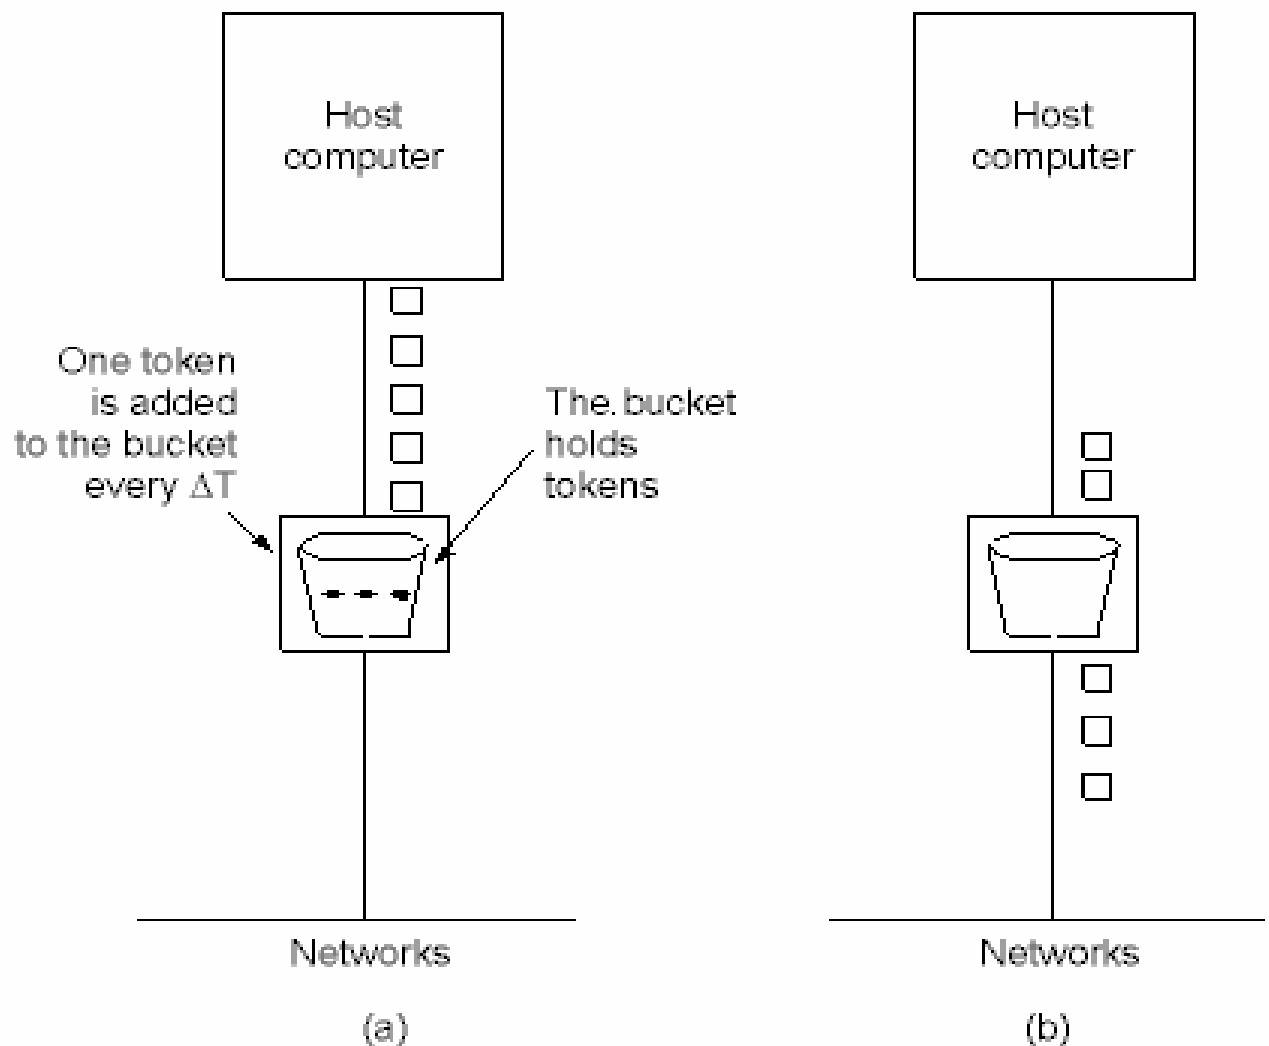 Host
computer
Host
computer
One token
is added
to the bucket
every ΔT
The. bucket
holds
tokens
Networks
Networks
(a)
(b)